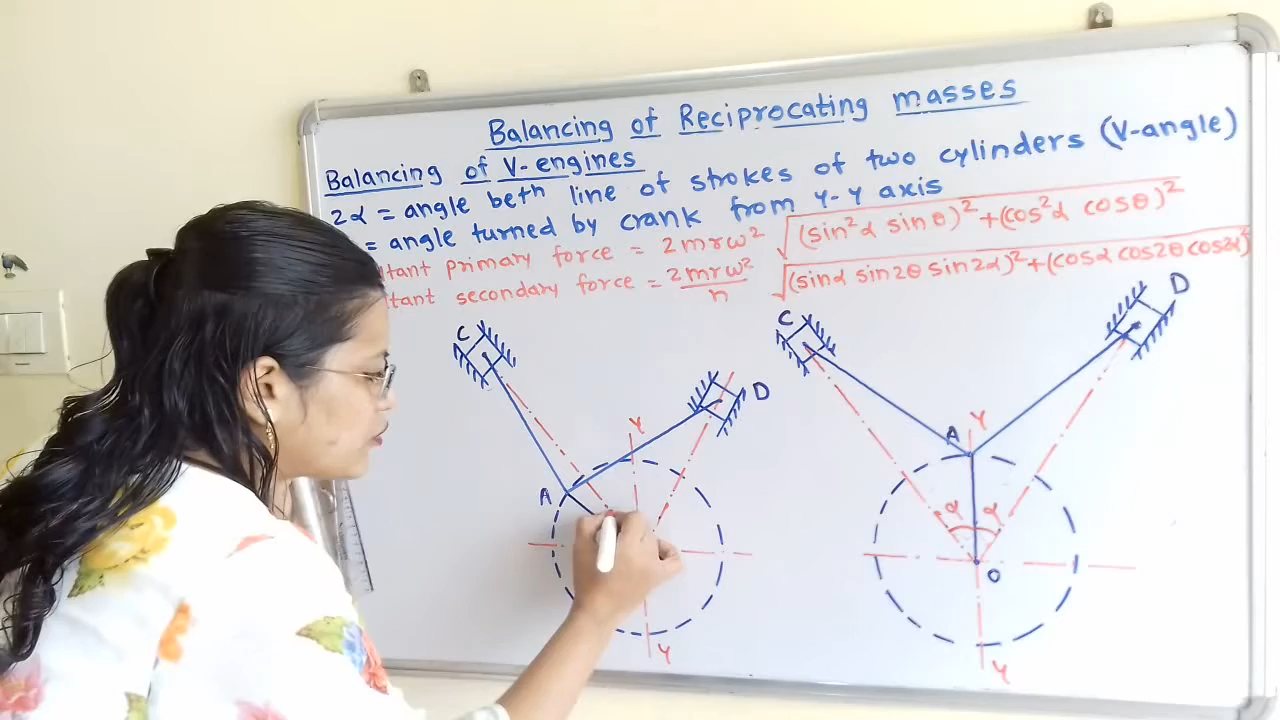 Balancing of Reciprocating masses
Balancing of V-engines
2α = angle betⁿ line of strokes of two cylinders (V-angle)
= angle turned by crank from Y-Y axis
tant primary force = 2mrω² √(sin²α sinθ)²+(cos²α cosθ)²
tant secondary force = 2mrω²/n √(sinα sin2θ sin2α)²+(cosα cos2θ cos2α)²
C D Y A Y
C D A Y α α O Y